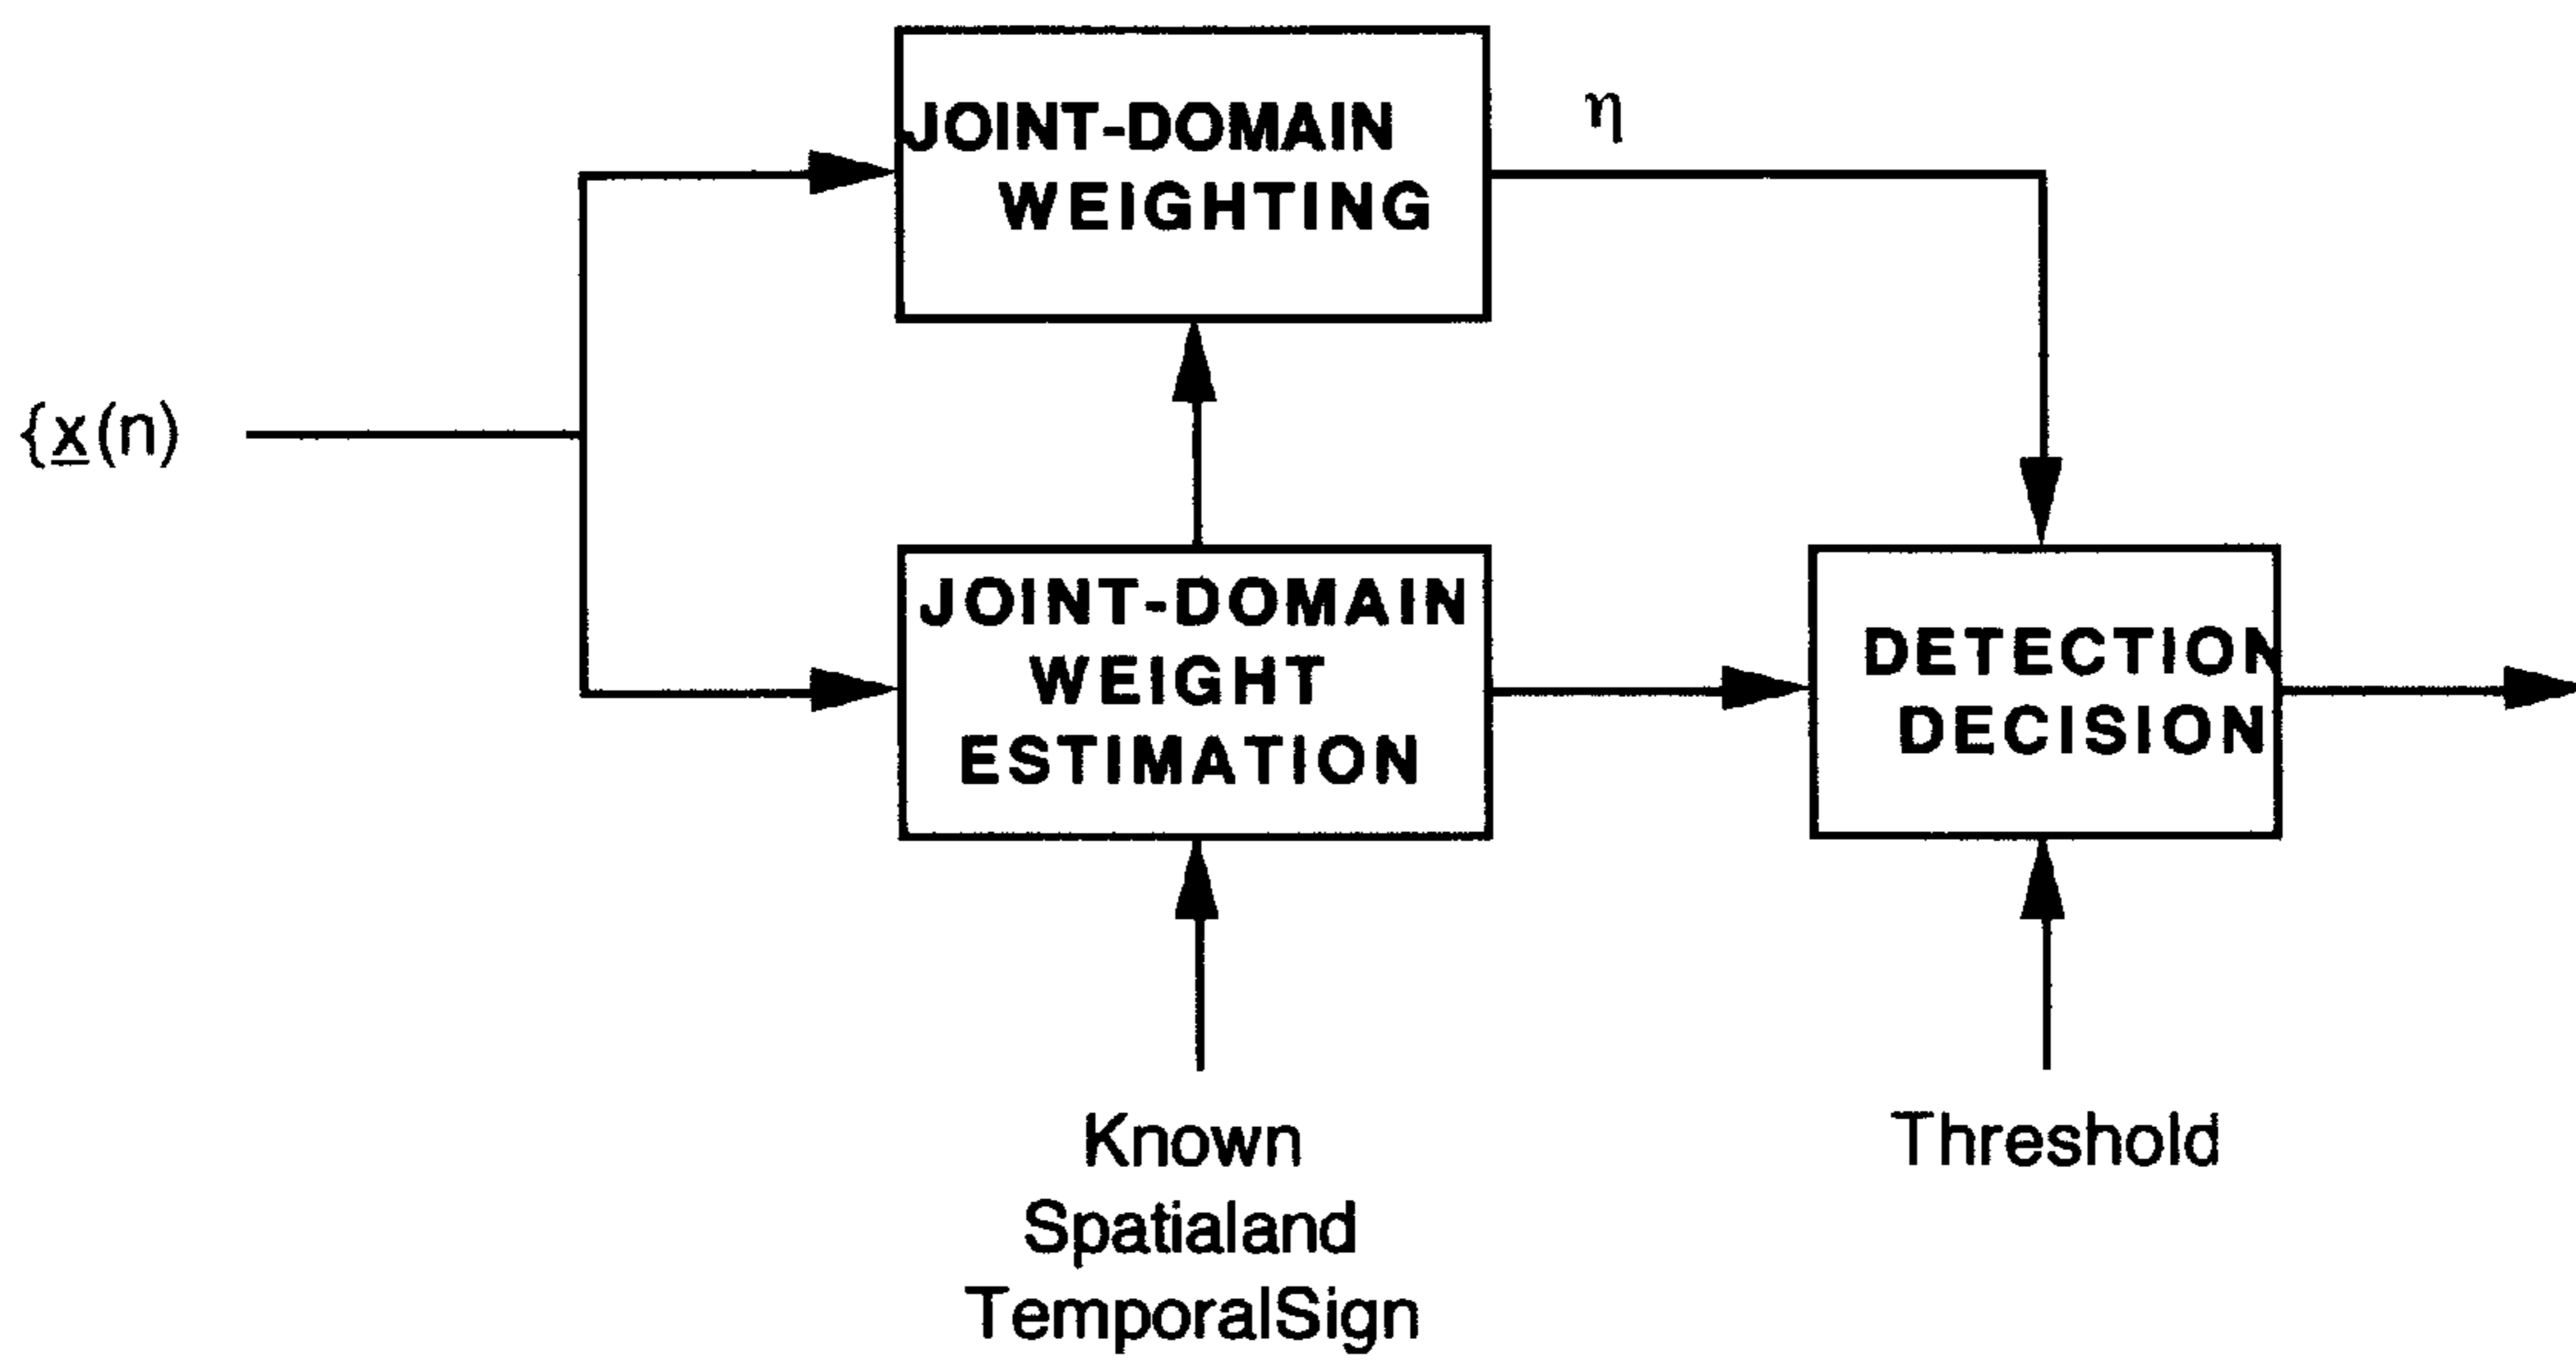 JOINT-DOMAIN
WEIGHTING
η
{x(n)
JOINT-DOMAIN
WEIGHT
ESTIMATION
DETECTION
DECISION
Known
Spatialand
TemporalSign
Threshold